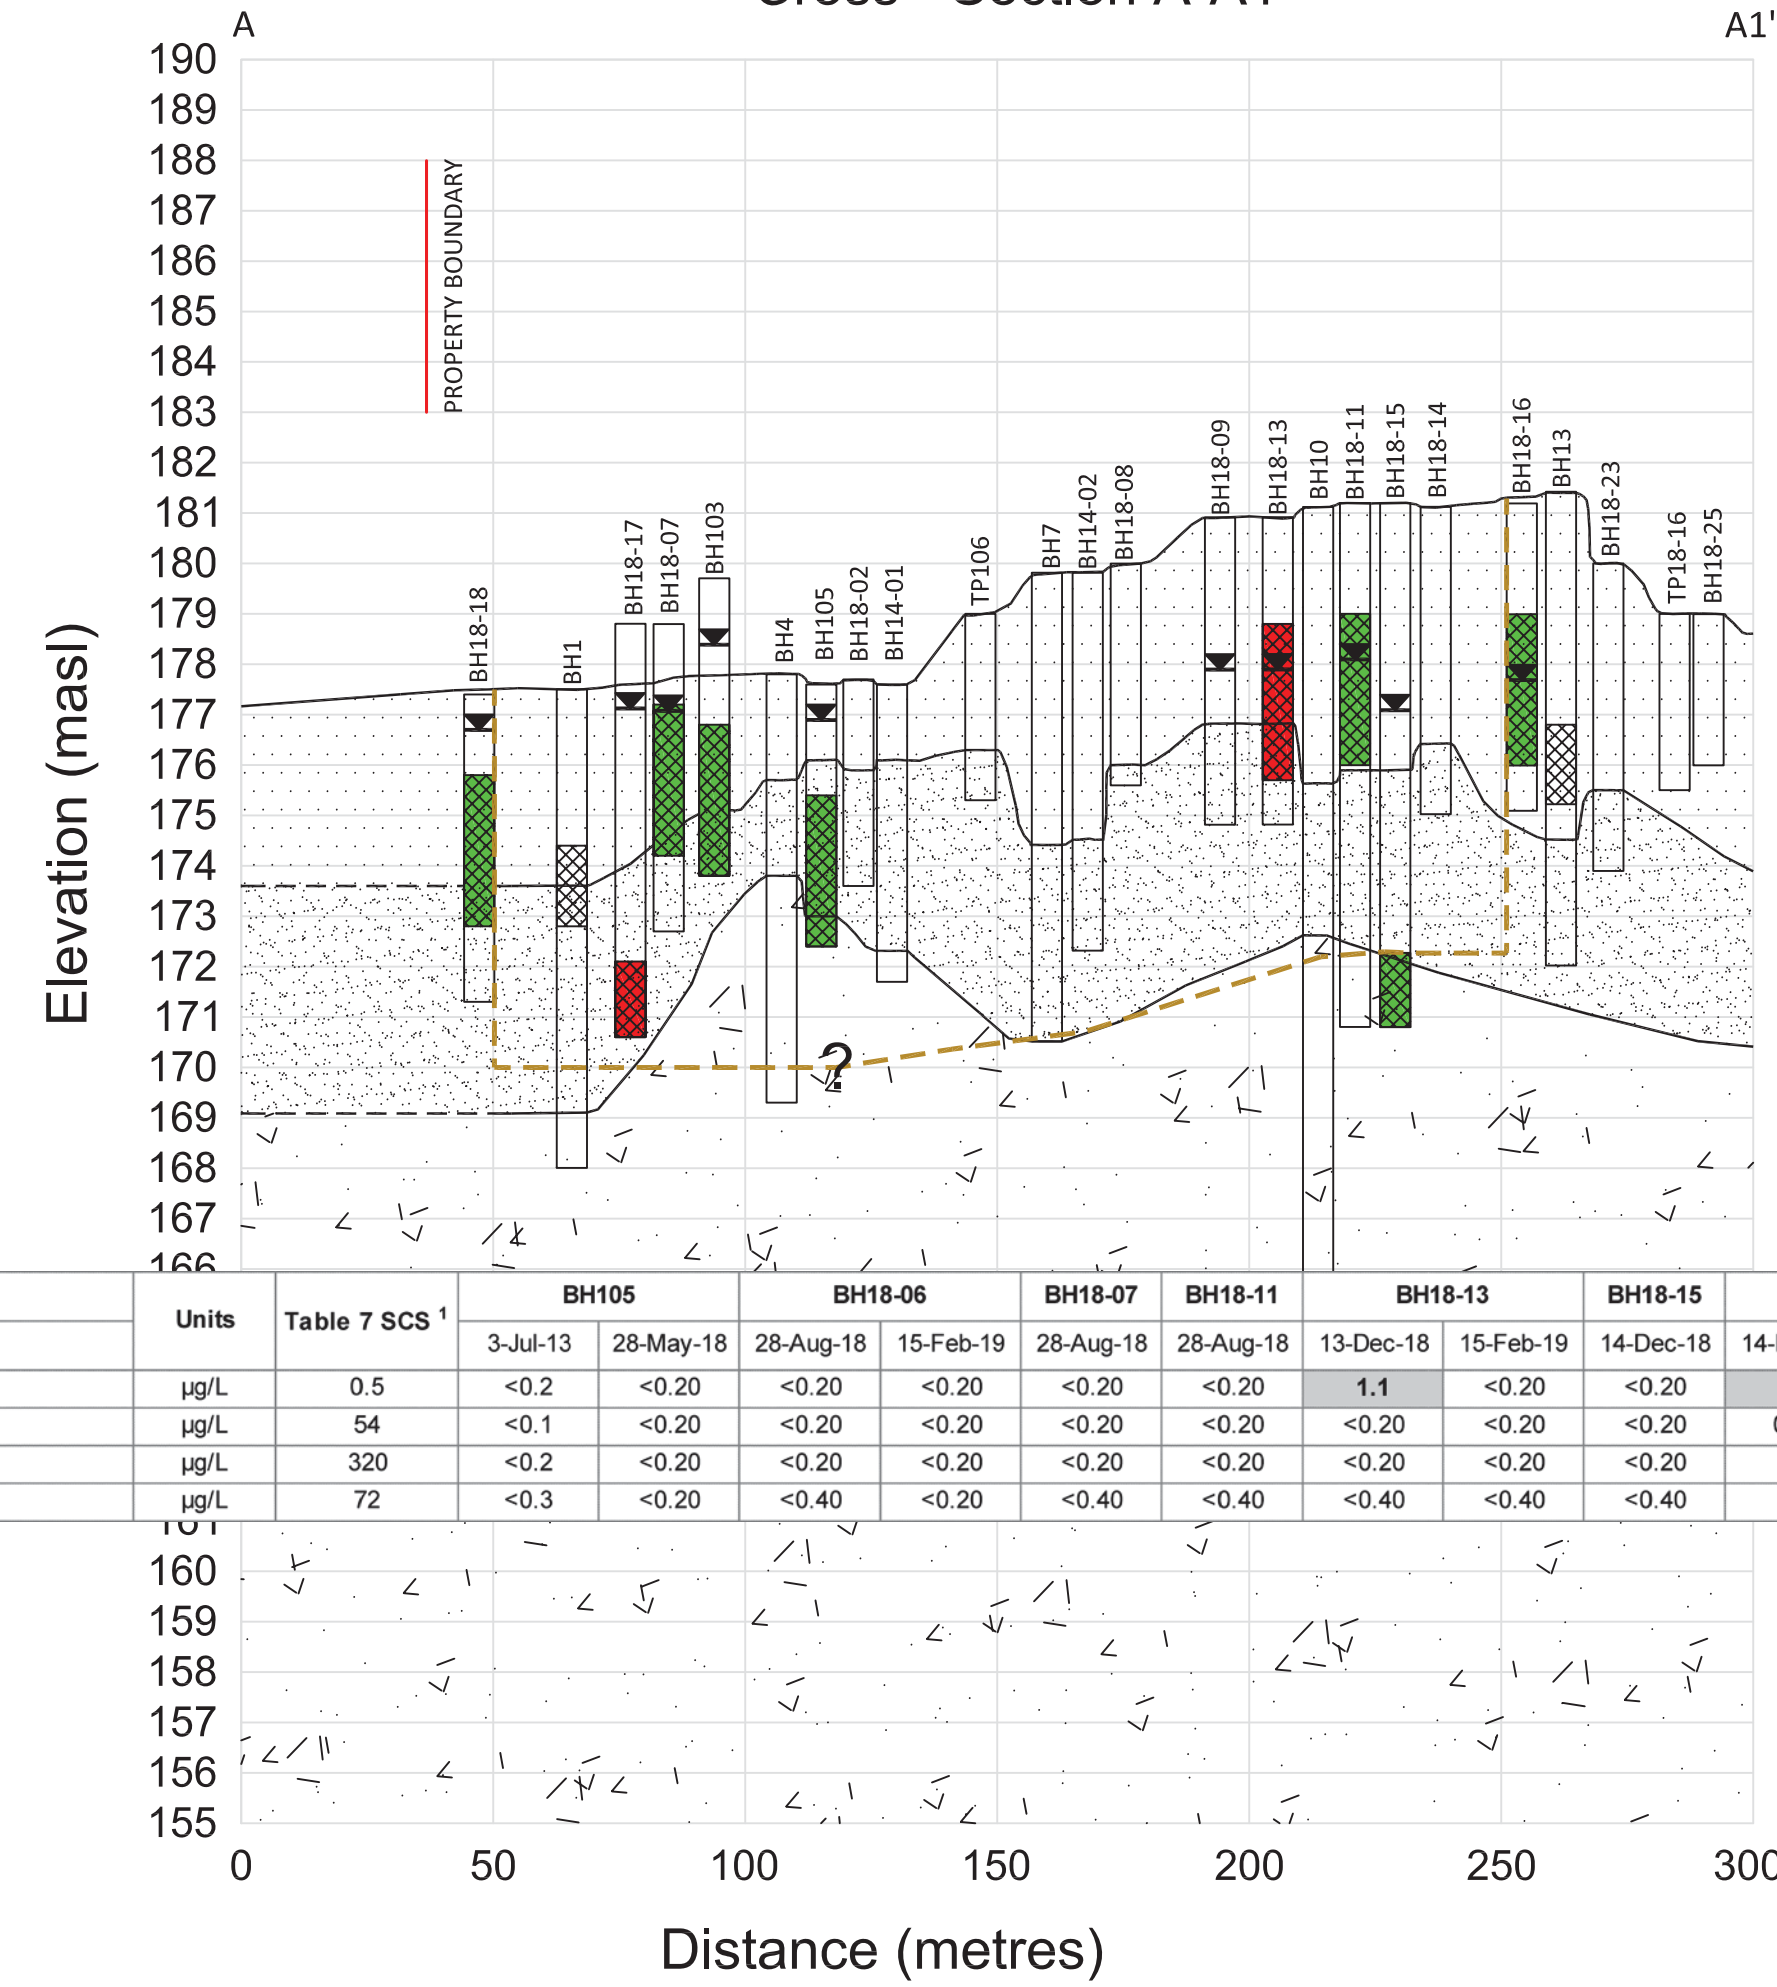 A
A1'
190
189
188
187
186
185
184
183
182
181
180
179
178
177
176
175
174
173
172
171
170
169
168
167
166
161
160
159
158
157
156
155
Elevation (masl)
PROPERTY BOUNDARY
BH18-18
BH1
BH18-17
BH18-07
BH103
BH4
BH105
BH18-02
BH14-01
TP106
BH7
BH14-02
BH18-08
BH18-09
BH18-13
BH10
BH18-11
BH18-15
BH18-14
BH18-16
BH13
BH18-23
TP18-16
BH18-25
?
Units Table 7 SCS 1 BH105 BH18-06 BH18-07 BH18-11 BH18-13 BH18-15
3-Jul-13 28-May-18 28-Aug-18 15-Feb-19 28-Aug-18 28-Aug-18 13-Dec-18 15-Feb-19 14-Dec-18
µg/L 0.5 <0.2 <0.20 <0.20 <0.20 <0.20 <0.20 1.1 <0.20 <0.20
µg/L 54 <0.1 <0.20 <0.20 <0.20 <0.20 <0.20 <0.20 <0.20 <0.20
µg/L 320 <0.2 <0.20 <0.20 <0.20 <0.20 <0.20 <0.20 <0.20 <0.20
µg/L 72 <0.3 <0.20 <0.40 <0.20 <0.40 <0.40 <0.40 <0.40 <0.40
0 50 100 150 200 250 300
Distance (metres)